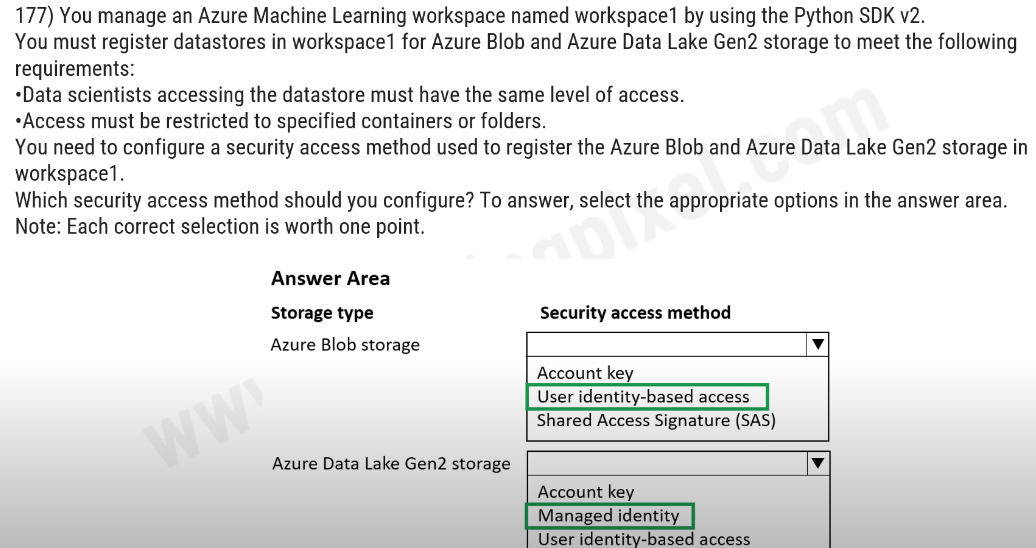 177) You manage an Azure Machine Learning workspace named workspace1 by using the Python SDK v2.
You must register datastores in workspace1 for Azure Blob and Azure Data Lake Gen2 storage to meet the following
requirements:
•Data scientists accessing the datastore must have the same level of access.
•Access must be restricted to specified containers or folders.
You need to configure a security access method used to register the Azure Blob and Azure Data Lake Gen2 storage in
workspace1.
Which security access method should you configure? To answer, select the appropriate options in the answer area.
Note: Each correct selection is worth one point.
Answer Area
Storage type Security access method
Azure Blob storage
Account key
User identity-based access
Shared Access Signature (SAS)
Azure Data Lake Gen2 storage
Account key
Managed identity
User identity-based access